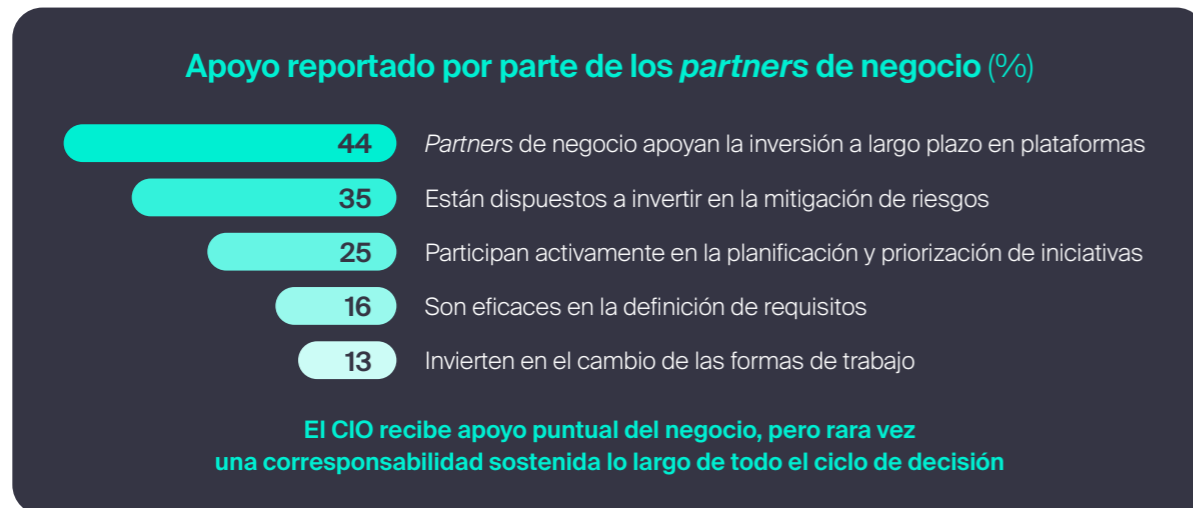 Apoyo reportado por parte de los partners de negocio (%)
44 Partners de negocio apoyan la inversión a largo plazo en plataformas
35 Están dispuestos a invertir en la mitigación de riesgos
25 Participan activamente en la planificación y priorización de iniciativas
16 Son eficaces en la definición de requisitos
13 Invierten en el cambio de las formas de trabajo
El CIO recibe apoyo puntual del negocio, pero rara vez
una corresponsabilidad sostenida lo largo de todo el ciclo de decisión